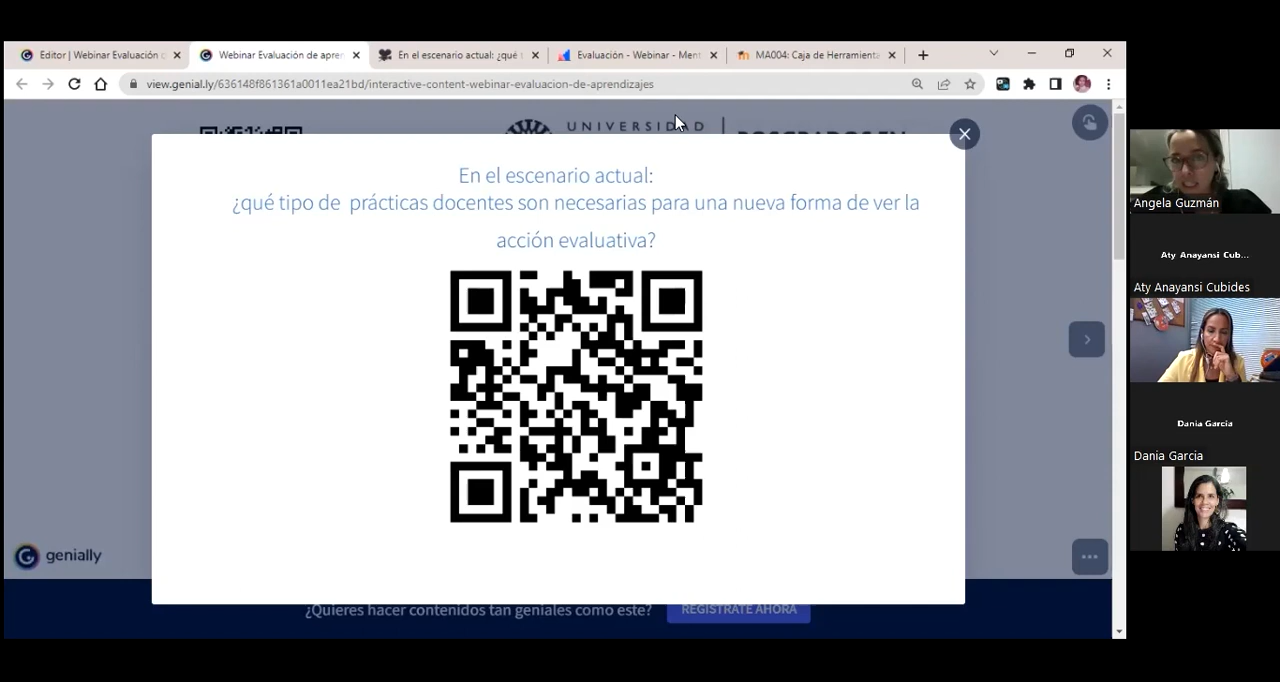 Editor | Webinar Evaluación
Webinar Evaluación de apren
En el escenario actual: ¿qué
Evaluación - Webinar - Ment
MA004: Caja de Herramienta
view.genial.ly/636148f861361a0011ea21bd/interactive-content-webinar-evaluacion-de-aprendizajes
UNIVERSIDAD
En el escenario actual:
¿qué tipo de prácticas docentes son necesarias para una nueva forma de ver la
acción evaluativa?
genially
¿Quieres hacer contenidos tan geniales como este?
REGÍSTRATE AHORA
Angela Guzmán
Aty Anayansi Cub...
Aty Anayansi Cubides
Dania Garcia
Dania Garcia